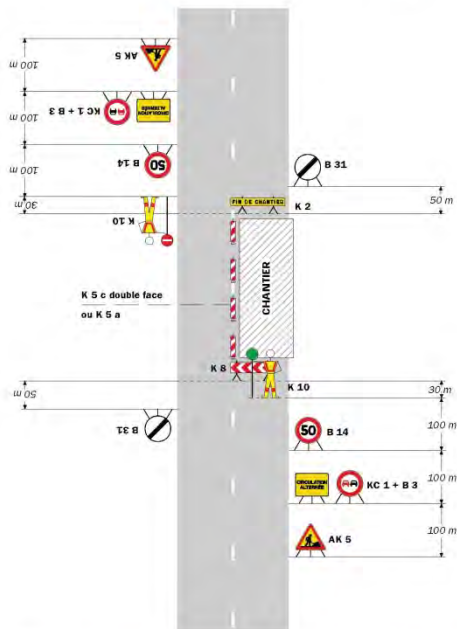 AK 5
100 m
KC 1 + B 3
CIRCULATION
ALTERNÉE
100 m
B 14
50
100 m
B 31
30 m
K 10
FIN DE CHANTIER
K 2
50 m
K 5 c double face
ou K 5 a
CHANTIER
K 8
K 10
30 m
50 m
B 31
50
B 14
100 m
CIRCULATION
ALTERNÉE
KC 1 + B 3
100 m
AK 5
100 m